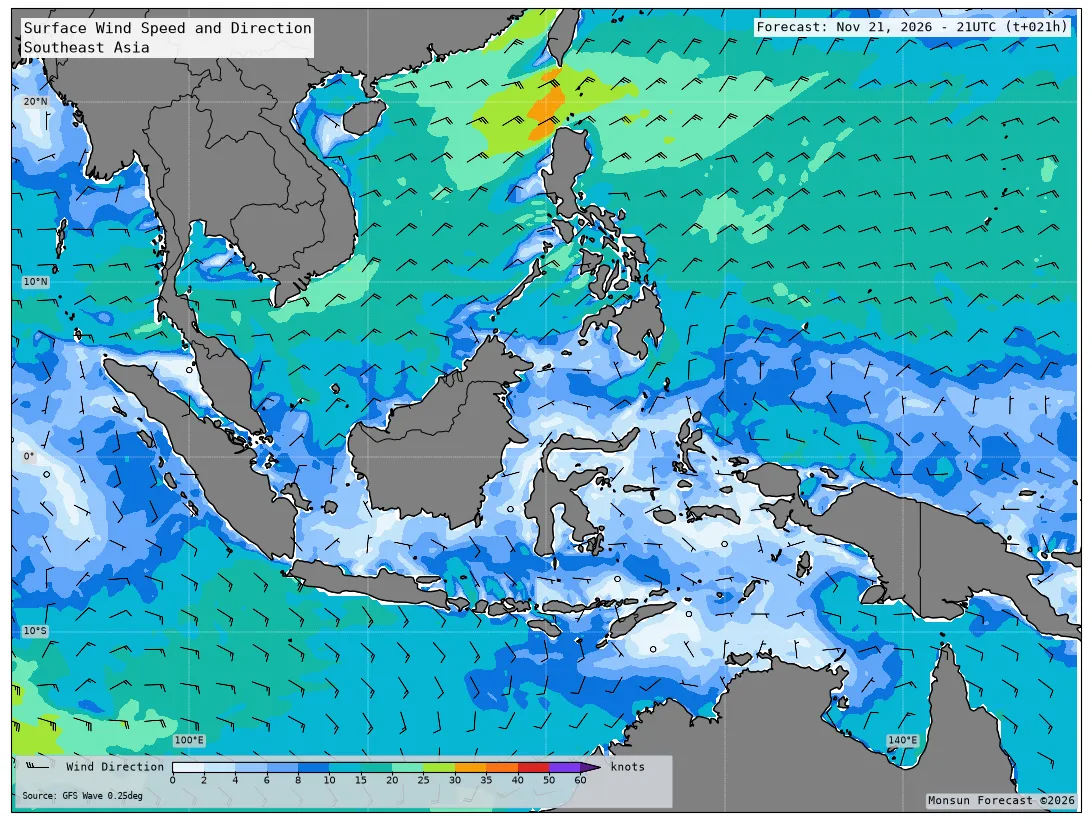 Surface Wind Speed and Direction
Southeast Asia
Forecast: Nov 21, 2026 - 21UTC (t+021h)
20°N
10°N
0°
10°S
100°E
140°E
Wind Direction
0 2 4 6 8 10 15 20 25 30 35 40 50 60
knots
Source: GFS Wave 0.25deg
Monsun Forecast ©2026